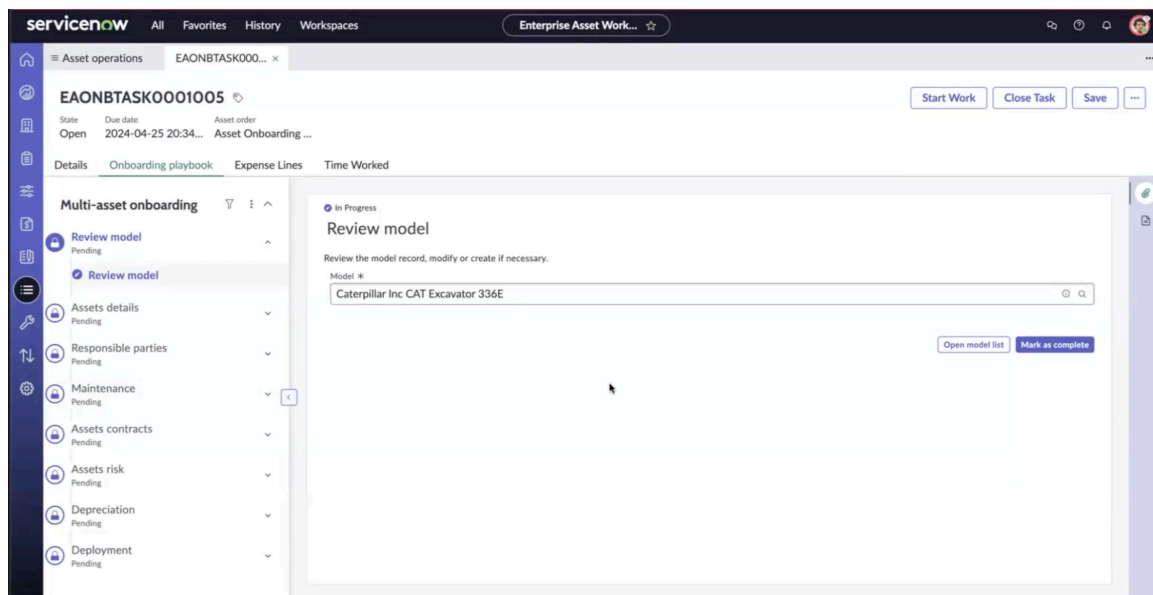 servicenow All Favorites History Workspaces Enterprise Asset Work...
Asset operations EAONBTASK000... ×
EAONBTASK0001005 Start Work Close Task Save ...
State Due date Asset order
Open 2024-04-25 20:34... Asset Onboarding ...
Details Onboarding playbook Expense Lines Time Worked
Multi-asset onboarding
Review model
Pending
Review model
Assets details
Pending
Responsible parties
Pending
Maintenance
Pending
Assets contracts
Pending
Assets risk
Pending
Depreciation
Pending
Deployment
Pending
In Progress
Review model
Review the model record, modify or create if necessary.
Model *
Caterpillar Inc CAT Excavator 336E
Open model list Mark as complete